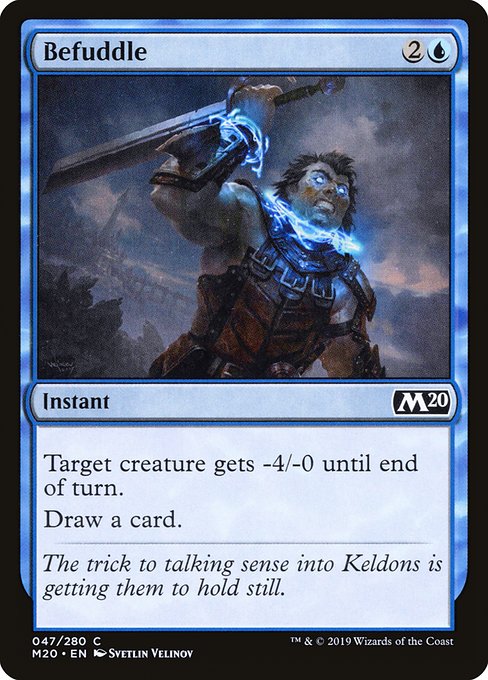 Befuddle 2
Instant M20
Target creature gets -4/-0 until end
of turn.
Draw a card.
The trick to talking sense into Keldons is
getting them to hold still.
047/280 C ™ & © 2019 Wizards of the Coast
M20 • EN Svetlin Velinov